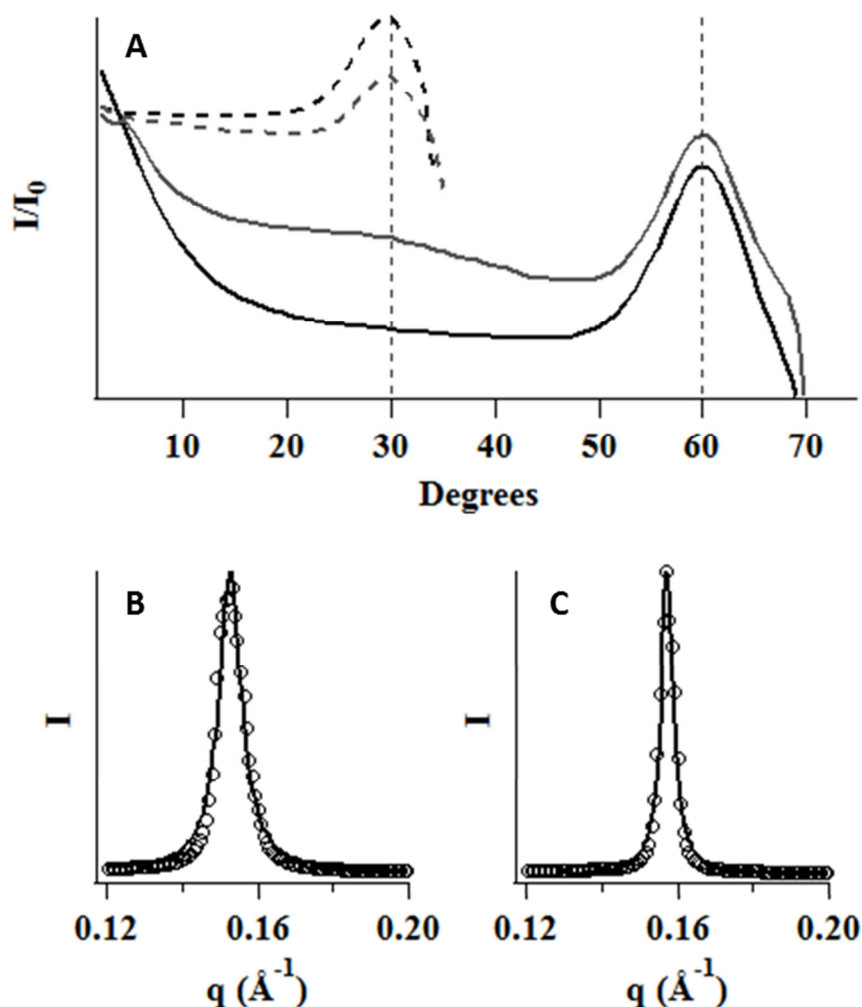 A
I/I₀
10 20 30 40 50 60 70
Degrees
B
I
0.12 0.16 0.20
q (Å⁻¹)
C
I
0.12 0.16 0.20
q (Å⁻¹)